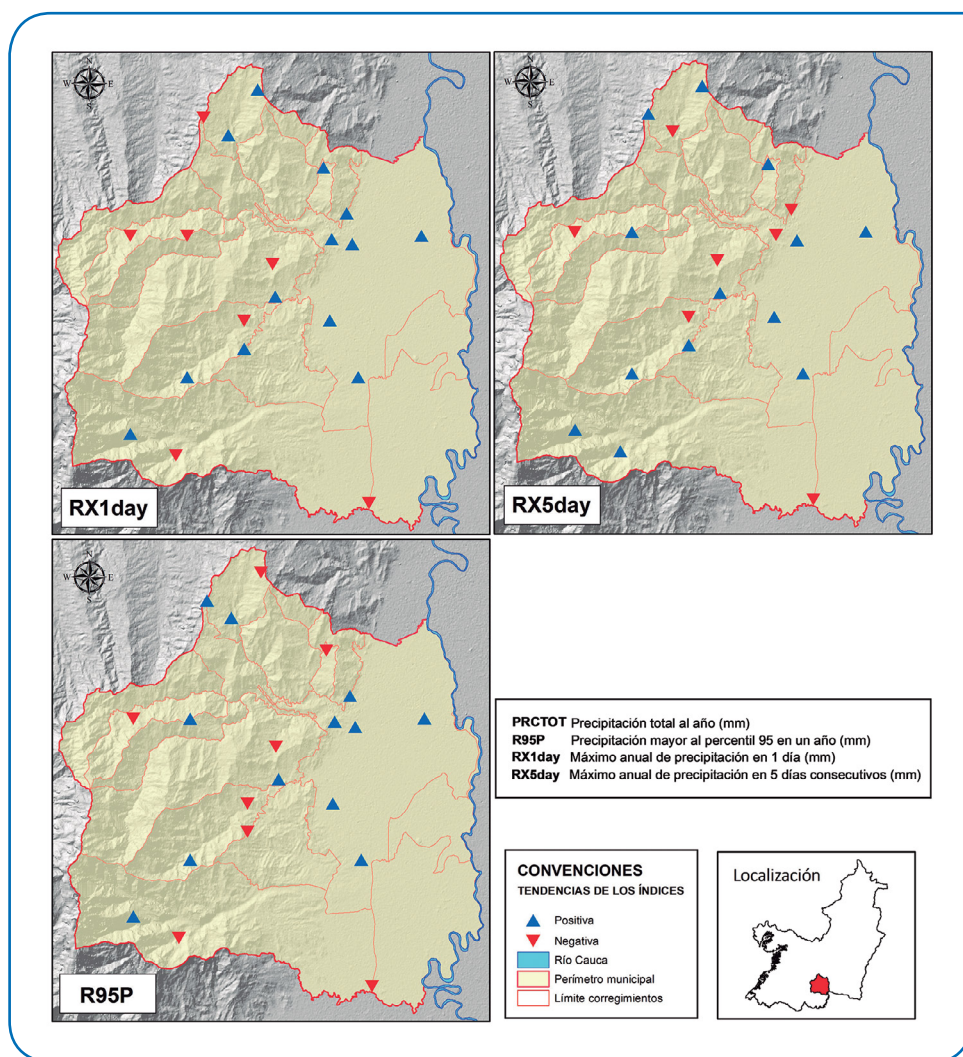 N
W E
S
RX1day
N
W E
S
RX5day
N
W E
S
R95P
PRCTOT Precipitación total al año (mm)
R95P Precipitación mayor al percentil 95 en un año (mm)
RX1day Máximo anual de precipitación en 1 día (mm)
RX5day Máximo anual de precipitación en 5 días consecutivos (mm)
CONVENCIONES
TENDENCIAS DE LOS ÍNDICES
Positiva
Negativa
Río Cauca
Perímetro municipal
Límite corregimientos
Localización